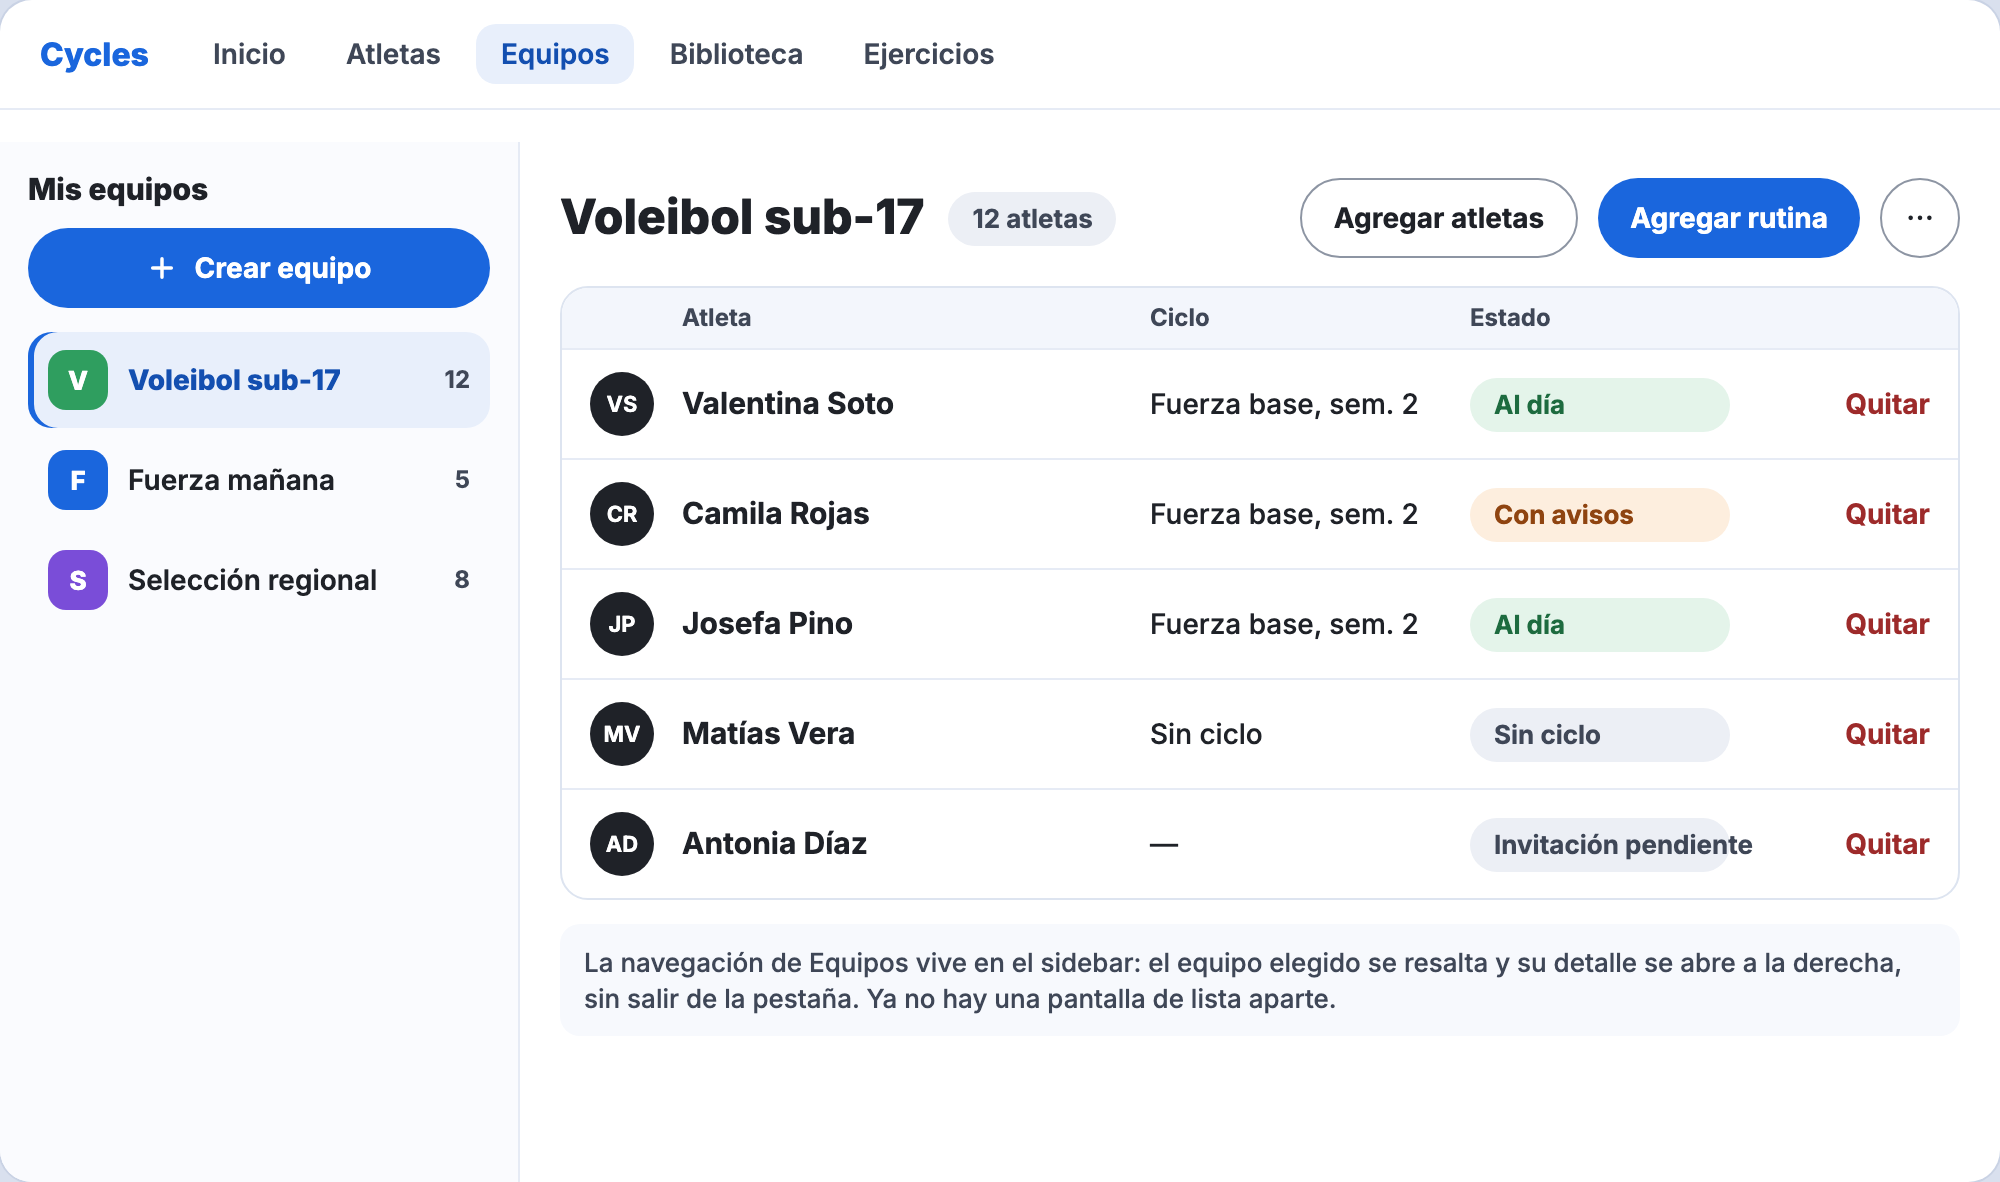 Cycles
Inicio
Atletas
Equipos
Biblioteca
Ejercicios
Mis equipos
+ Crear equipo
V Voleibol sub-17 12
F Fuerza mañana 5
S Selección regional 8
Voleibol sub-17
12 atletas
Agregar atletas
Agregar rutina
...
Atleta Ciclo Estado
VS Valentina Soto Fuerza base, sem. 2 Al día Quitar
CR Camila Rojas Fuerza base, sem. 2 Con avisos Quitar
JP Josefa Pino Fuerza base, sem. 2 Al día Quitar
MV Matías Vera Sin ciclo Sin ciclo Quitar
AD Antonia Díaz — Invitación pendiente Quitar
La navegación de Equipos vive en el sidebar: el equipo elegido se resalta y su detalle se abre a la derecha,
sin salir de la pestaña. Ya no hay una pantalla de lista aparte.